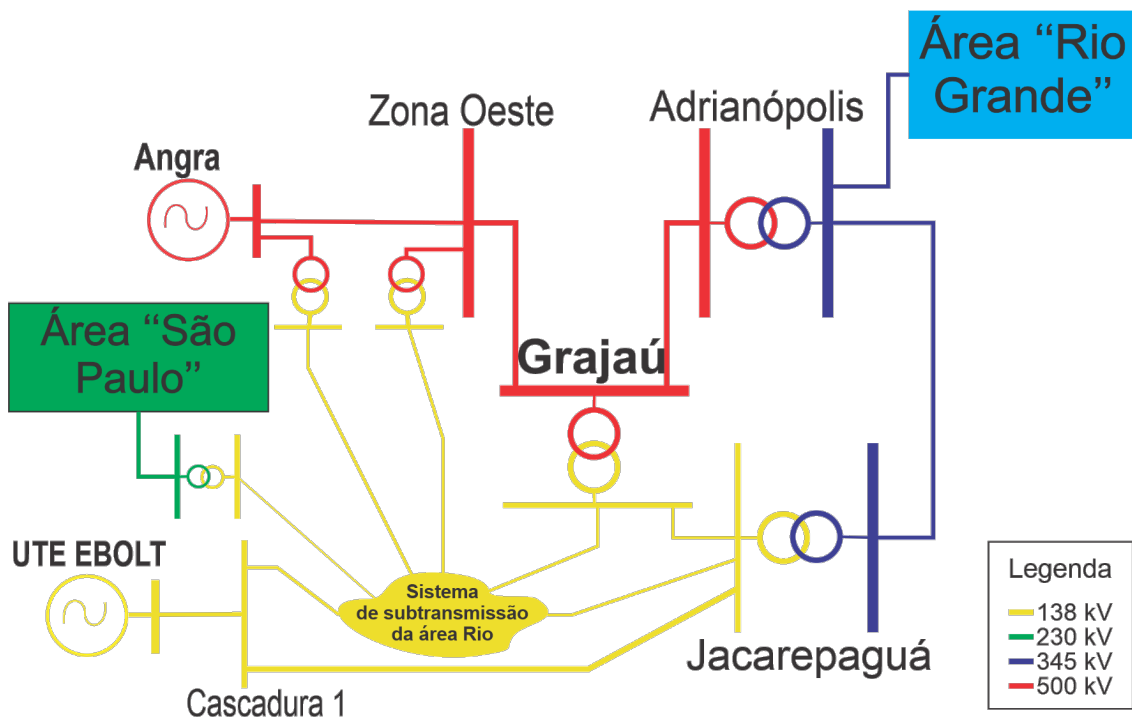 Área “Rio
Grande”
Zona Oeste
Adrianópolis
Angra
Área “São
Paulo”
Grajaú
UTE EBOLT
Sistema
de subtransmissão
da área Rio
Jacarepaguá
Cascadura 1
Legenda
138 kV
230 kV
345 kV
500 kV